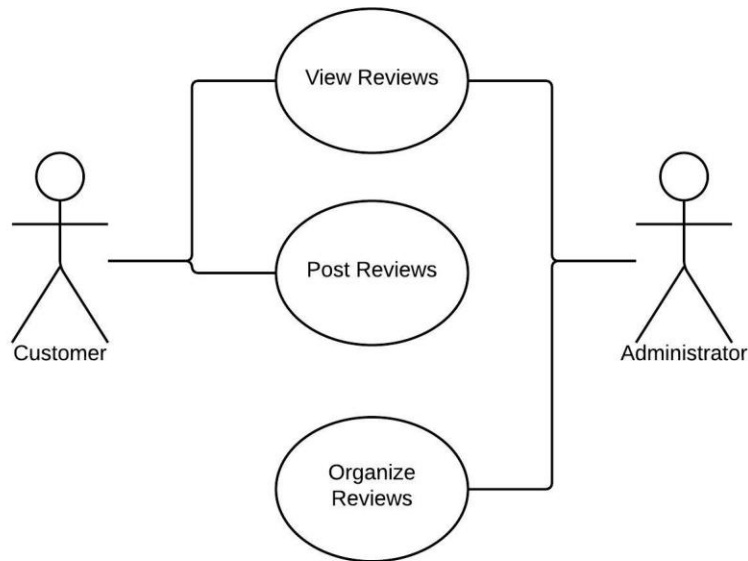 View Reviews
Post Reviews
Customer
Administrator
Organize
Reviews